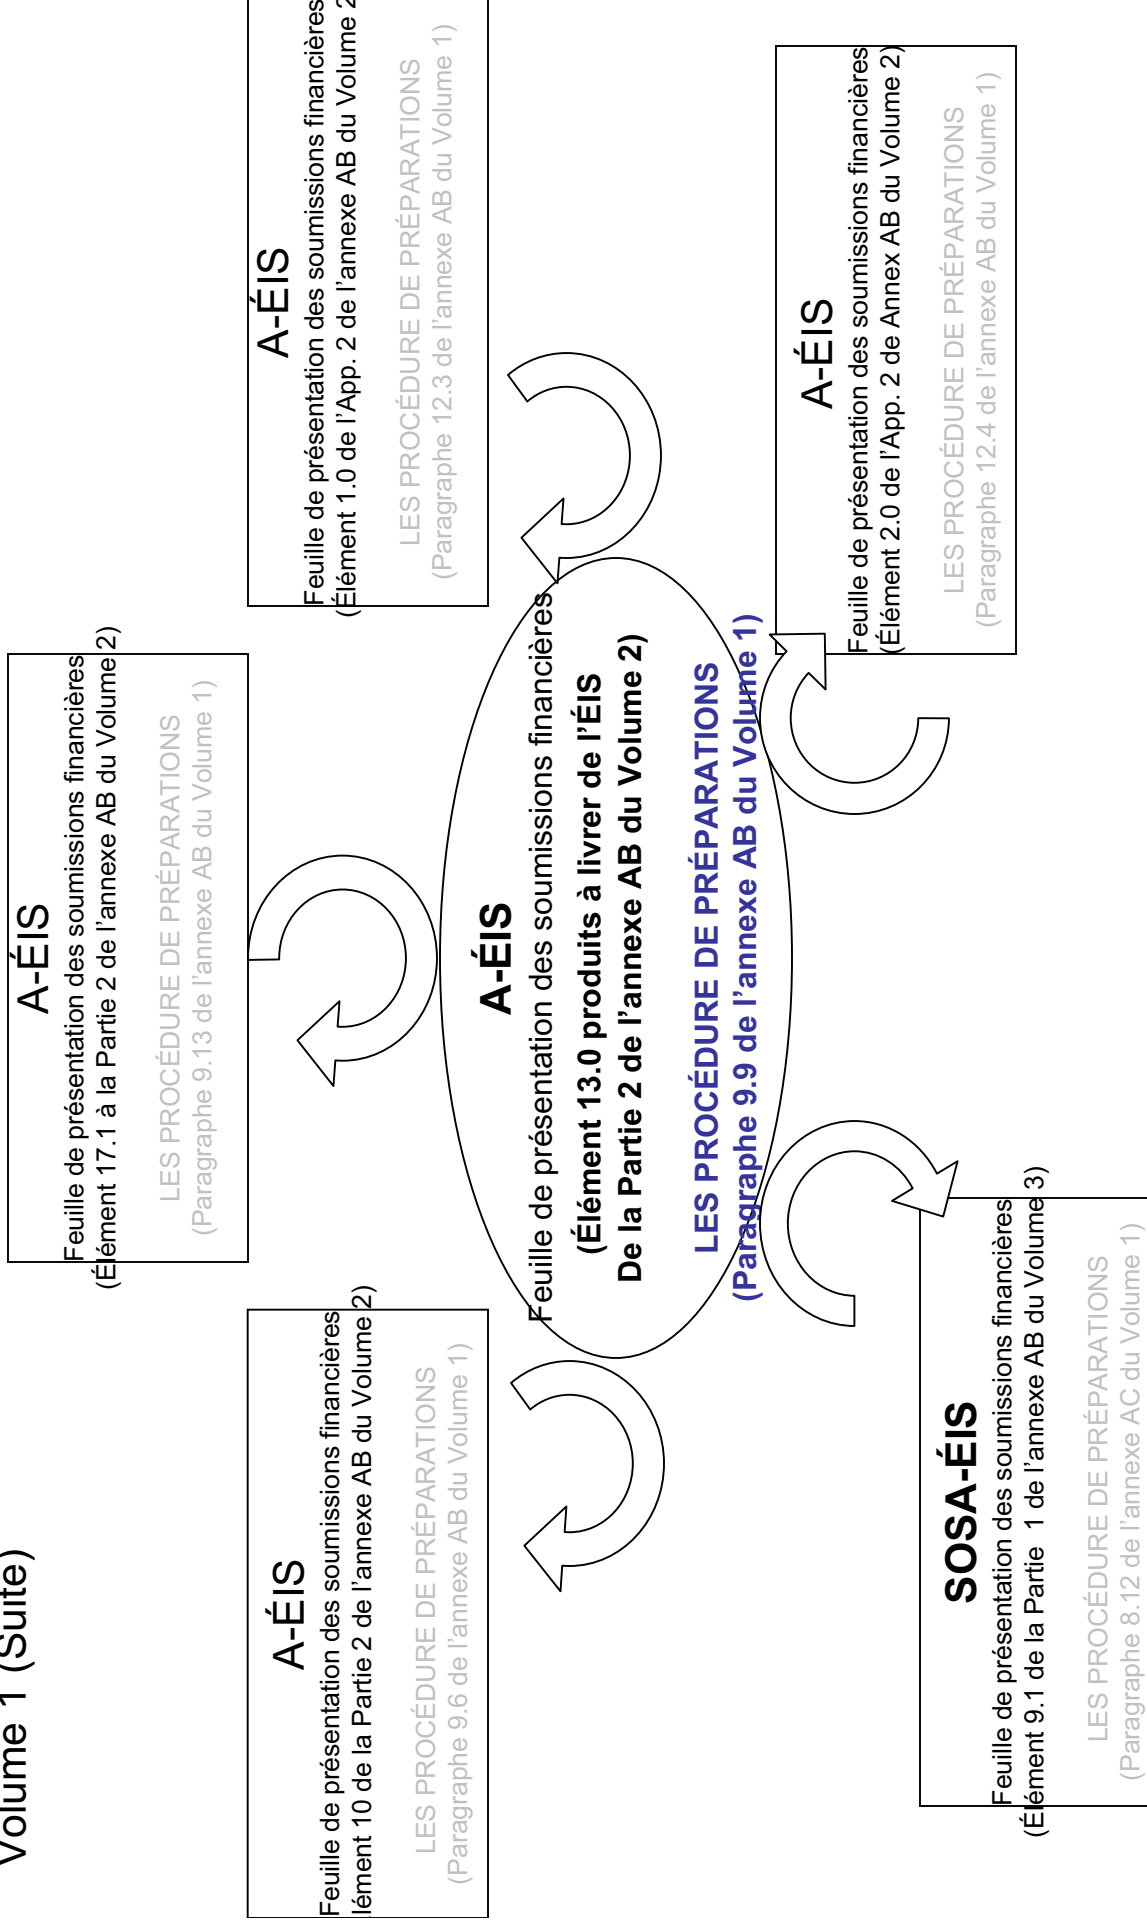 Volume 1 (Suite)
A-ÉIS
Feuille de présentation des soumissions financières
lément 10 de la Partie 2 de l'annexe AB du Volume 2)
LES PROCÉDURE DE PRÉPARATIONS
(Paragraphe 9.6 de l'annexe AB du Volume 1)
A-ÉIS
Feuille de présentation des soumissions financières
(Élément 17.1 à la Partie 2 de l'annexe AB du Volume 2)
LES PROCÉDURE DE PRÉPARATIONS
(Paragraphe 9.13 de l'annexe AB du Volume 1)
A-ÉIS
Feuille de présentation des soumissions financières
(Élément 1.0 de l'App. 2 de l'annexe AB du Volume 2
LES PROCÉDURE DE PRÉPARATIONS
(Paragraphe 12.3 de l'annexe AB du Volume 1)
A-ÉIS
Feuille de présentation des soumissions financières
(Élément 13.0 produits à livrer de l'ÉIS
De la Partie 2 de l'annexe AB du Volume 2)
LES PROCÉDURE DE PRÉPARATIONS
(Paragraphe 9.9 de l'annexe AB du Volume 1)
SOSA-ÉIS
Feuille de présentation des soumissions financières
(Élément 9.1 de la Partie  1 de l'annexe AB du Volume 3)
LES PROCÉDURE DE PRÉPARATIONS
(Paragraphe 8.12 de l'annexe AC du Volume 1)
A-ÉIS
Feuille de présentation des soumissions financières
(Élément 2.0 de l'App. 2 de Annex AB du Volume 2)
LES PROCÉDURE DE PRÉPARATIONS
(Paragraphe 12.4 de l'annexe AB du Volume 1)